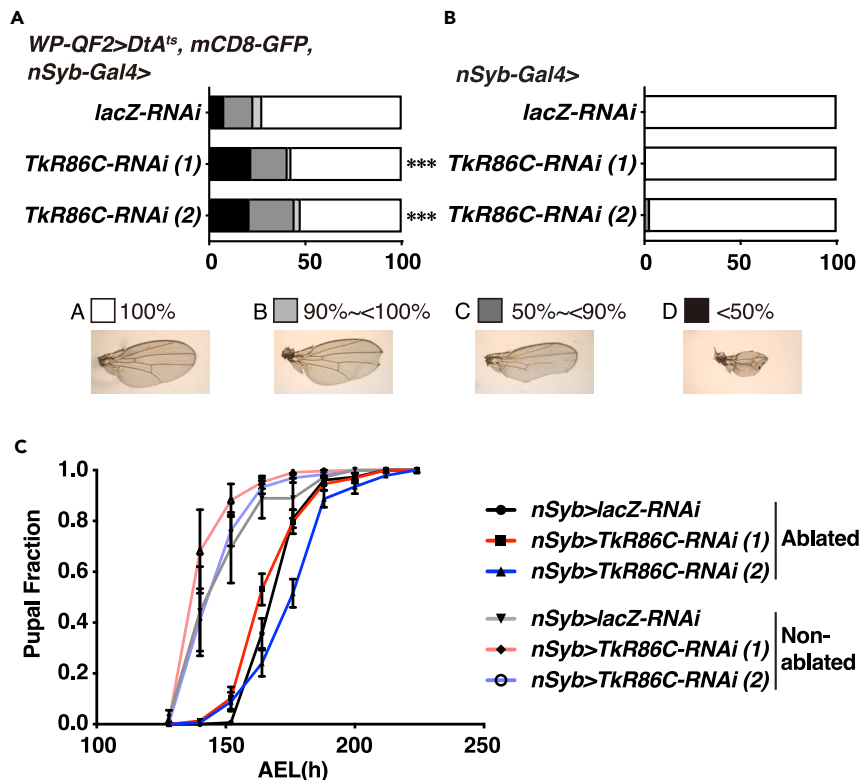 A
WP-QF2>DtAts, mCD8-GFP,
nSyb-Gal4>
lacZ-RNAi
TkR86C-RNAi (1) ***
TkR86C-RNAi (2) ***
0 50 100
B
nSyb-Gal4>
lacZ-RNAi
TkR86C-RNAi (1)
TkR86C-RNAi (2)
0 50 100
A 100% B 90%~<100% C 50%~<90% D <50%
C
Pupal Fraction
1.0
0.8
0.6
0.4
0.2
0.0
100 150 200 250
AEL(h)
nSyb>lacZ-RNAi
nSyb>TkR86C-RNAi (1)
nSyb>TkR86C-RNAi (2)
Ablated
nSyb>lacZ-RNAi
nSyb>TkR86C-RNAi (1)
nSyb>TkR86C-RNAi (2)
Non-
ablated